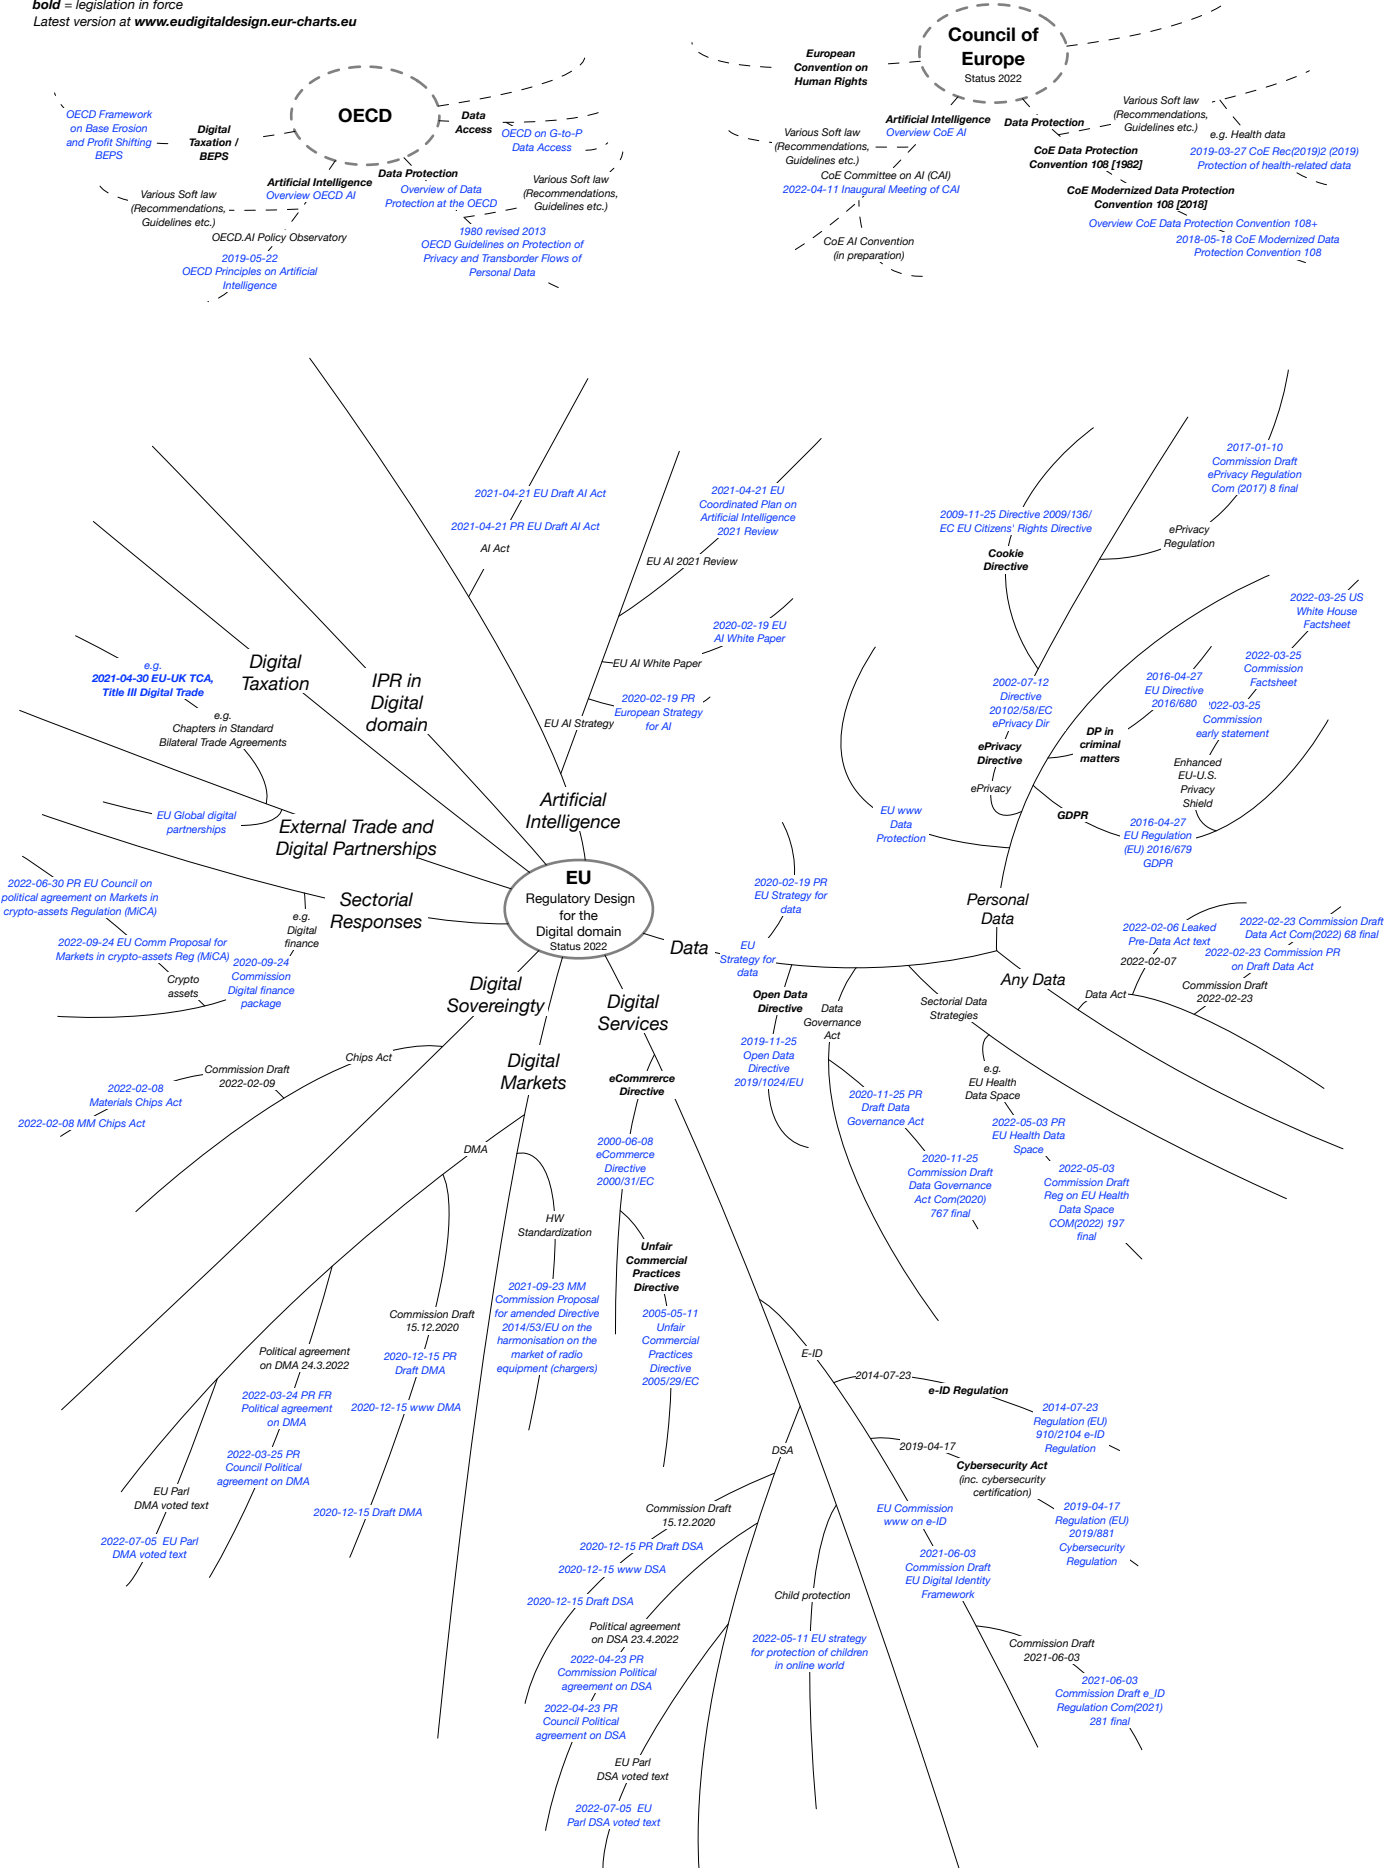 bold = legislation in force
Latest version at www.eudigitaldesign.eur-charts.eu
OECD
OECD Framework
on Base Erosion
and Profit Shifting
BEPS
Digital
Taxation /
BEPS
Data
Access
OECD on G-to-P
Data Access
Artificial Intelligence
Overview OECD AI
Data Protection
Overview of Data
Protection at the OECD
Various Soft law
(Recommendations,
Guidelines etc.)
Various Soft law
(Recommendations,
Guidelines etc.)
OECD.AI Policy Observatory
2019-05-22
OECD Principles on Artificial
Intelligence
1980 revised 2013
OECD Guidelines on Protection of
Privacy and Transborder Flows of
Personal Data
Council of
Europe
Status 2022
European
Convention on
Human Rights
Artificial Intelligence
Overview CoE AI
Various Soft law
(Recommendations,
Guidelines etc.)
CoE Committee on AI (CAI)
2022-04-11 Inaugural Meeting of CAI
CoE AI Convention
(in preparation)
Data Protection
Various Soft law
(Recommendations,
Guidelines etc.)
e.g. Health data
2019-03-27 CoE Rec(2019)2 (2019)
Protection of health-related data
CoE Data Protection
Convention 108 [1982]
CoE Modernized Data Protection
Convention 108 [2018]
Overview CoE Data Protection Convention 108+
2018-05-18 CoE Modernized Data
Protection Convention 108
EU
Regulatory Design
for the
Digital domain
Status 2022
Artificial
Intelligence
2021-04-21 EU Draft AI Act
2021-04-21 PR EU Draft AI Act
AI Act
2021-04-21 EU
Coordinated Plan on
Artificial Intelligence
2021 Review
EU AI 2021 Review
2020-02-19 EU
AI White Paper
EU AI White Paper
2020-02-19 PR
European Strategy
for AI
EU AI Strategy
IPR in
Digital
domain
Digital
Taxation
External Trade and
Digital Partnerships
e.g.
2021-04-30 EU-UK TCA,
Title III Digital Trade
e.g.
Chapters in Standard
Bilateral Trade Agreements
EU Global digital
partnerships
Sectorial
Responses
e.g.
Digital
finance
2020-09-24
Commission
Digital finance
package
Crypto
assets
2022-06-30 PR EU Council on
political agreement on Markets in
crypto-assets Regulation (MiCA)
2022-09-24 EU Comm Proposal for
Markets in crypto-assets Reg (MiCA)
Digital
Sovereingty
Chips Act
Commission Draft
2022-02-09
2022-02-08
Materials Chips Act
2022-02-08 MM Chips Act
Digital
Markets
DMA
HW
Standardization
2021-09-23 MM
Commission Proposal
for amended Directive
2014/53/EU on the
harmonisation on the
market of radio
equipment (chargers)
Commission Draft
15.12.2020
2020-12-15 PR
Draft DMA
2020-12-15 www DMA
2020-12-15 Draft DMA
Political agreement
on DMA 24.3.2022
2022-03-24 PR FR
Political agreement
on DMA
2022-03-25 PR
Council Political
agreement on DMA
EU Parl
DMA voted text
2022-07-05 EU Parl
DMA voted text
Digital
Services
eCommrerce
Directive
2000-06-08
eCommerce
Directive
2000/31/EC
Unfair
Commercial
Practices
Directive
2005-05-11
Unfair
Commercial
Practices
Directive
2005/29/EC
E-ID
2014-07-23
e-ID Regulation
2014-07-23
Regulation (EU)
910/2104 e-ID
Regulation
2019-04-17
Cybersecurity Act
(inc. cybersecurity
certification)
2019-04-17
Regulation (EU)
2019/881
Cybersecurity
Regulation
EU Commission
www on e-ID
2021-06-03
Commission Draft
EU Digital Identity
Framework
Commission Draft
2021-06-03
2021-06-03
Commission Draft e_ID
Regulation Com(2021)
281 final
DSA
Commission Draft
15.12.2020
2020-12-15 PR Draft DSA
2020-12-15 www DSA
2020-12-15 Draft DSA
Political agreement
on DSA 23.4.2022
2022-04-23 PR
Commission Political
agreement on DSA
2022-04-23 PR
Council Political
agreement on DSA
EU Parl
DSA voted text
2022-07-05 EU
Parl DSA voted text
Child protection
2022-05-11 EU strategy
for protection of children
in online world
Data
EU
Strategy for
data
2020-02-19 PR
EU Strategy for
data
Open Data
Directive
2019-11-25
Open Data
Directive
2019/1024/EU
Data
Governance
Act
2020-11-25 PR
Draft Data
Governance Act
2020-11-25
Commission Draft
Data Governance
Act Com(2020)
767 final
Sectorial Data
Strategies
e.g.
EU Health
Data Space
2022-05-03 PR
EU Health Data
Space
2022-05-03
Commission Draft
Reg on EU Health
Data Space
COM(2022) 197
final
Any Data
Data Act
2022-02-07
2022-02-06 Leaked
Pre-Data Act text
Commission Draft
2022-02-23
2022-02-23 Commission Draft
Data Act Com(2022) 68 final
2022-02-23 Commission PR
on Draft Data Act
Personal
Data
EU www
Data
Protection
ePrivacy
ePrivacy
Directive
2002-07-12
Directive
20102/58/EC
ePrivacy Dir
Cookie
Directive
2009-11-25 Directive 2009/136/
EC EU Citizens' Rights Directive
ePrivacy
Regulation
2017-01-10
Commission Draft
ePrivacy Regulation
Com (2017) 8 final
DP in
criminal
matters
2016-04-27
EU Directive
2016/680
GDPR
2016-04-27
EU Regulation
(EU) 2016/679
GDPR
Enhanced
EU-U.S.
Privacy
Shield
2022-03-25
Commission
early statement
2022-03-25
Commission
Factsheet
2022-03-25 US
White House
Factsheet